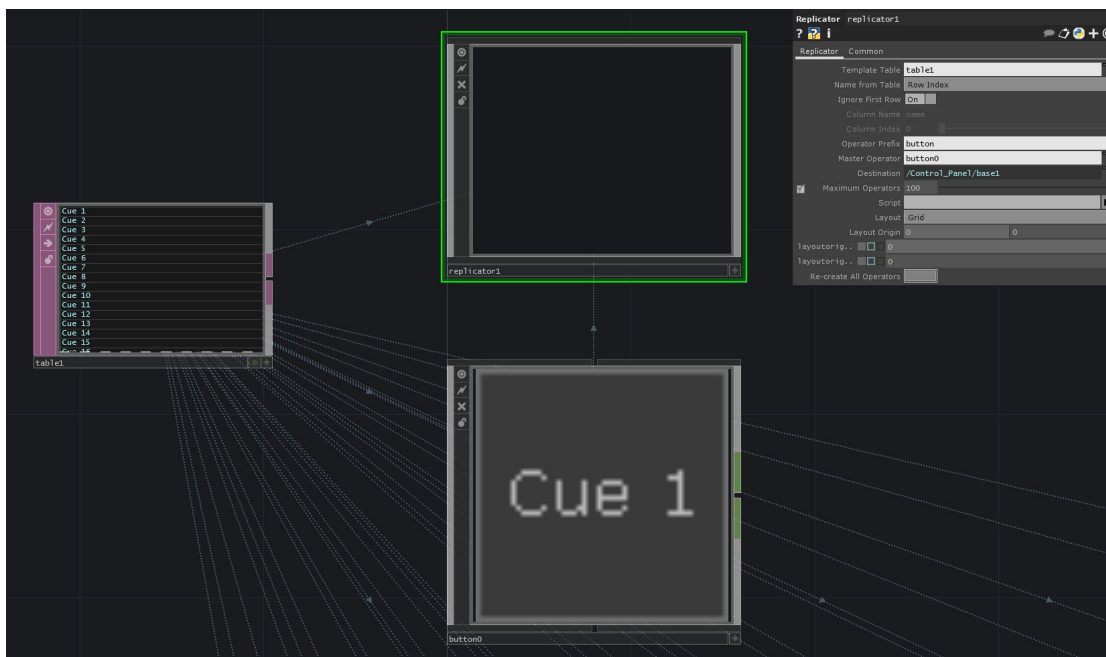 Cue 1
Cue 2
Cue 3
Cue 4
Cue 5
Cue 6
Cue 7
Cue 8
Cue 9
Cue 10
Cue 11
Cue 12
Cue 13
Cue 14
Cue 15
Cue 16
table1
replicator1
Cue 1
button0
Replicator replicator1
? ? i
Replicator Common
Template Table table1
Name from Table Row Index
Ignore First Row On
Column Name name
Column Index 0
Operator Prefix button
Master Operator button0
Destination /Control_Panel/base1
Maximum Operators 100
Script
Layout Grid
Layout Origin 0 0
layoutorig.. 0
layoutorig.. 0
Re-create All Operators